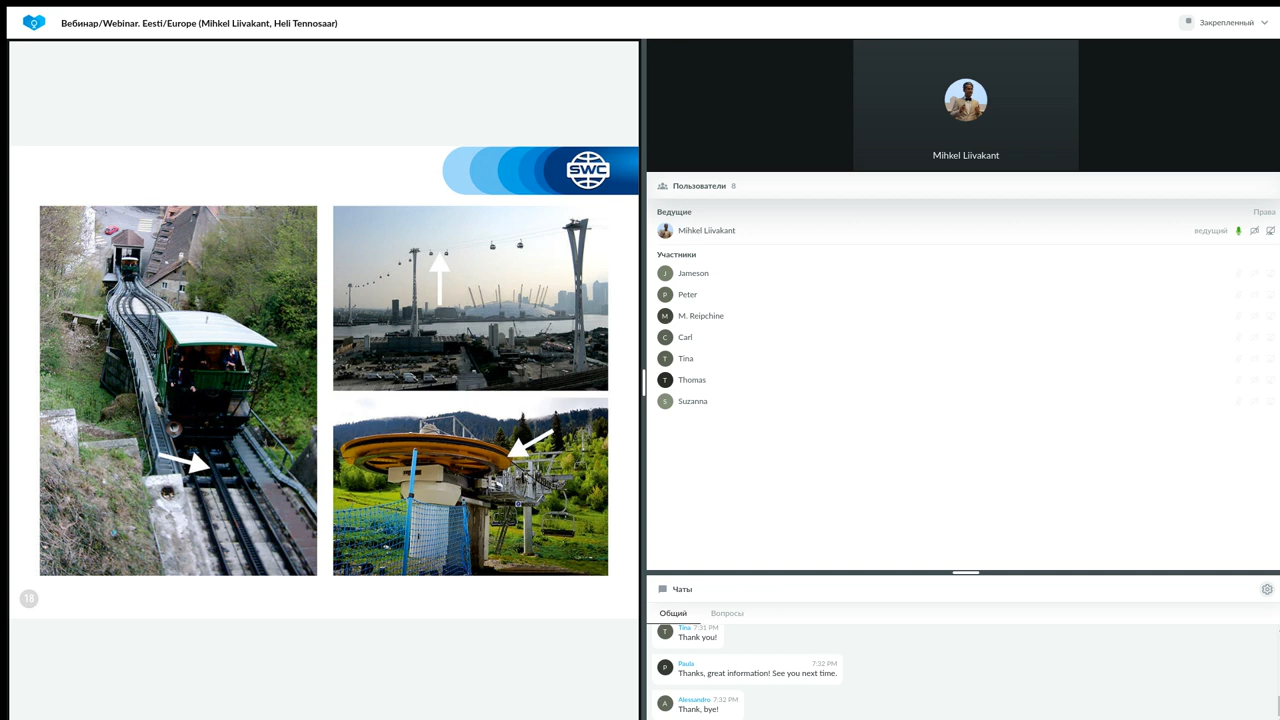 Вебинар/Webinar. Eesti/Europe (Mihkel Liivakant, Heli Tennosaar)
Закрепленный
SWC
18
Mihkel Liivakant
Пользователи 8
Ведущие Права
Mihkel Liivakant ведущий
Участники
J Jameson
P Peter
M M. Reipchine
C Carl
T Tina
T Thomas
S Suzanna
Чаты
Общий Вопросы
T Tina 7:31 PM
Thank you!
P Paula 7:32 PM
Thanks, great information! See you next time.
A Alessandro 7:32 PM
Thank, bye!